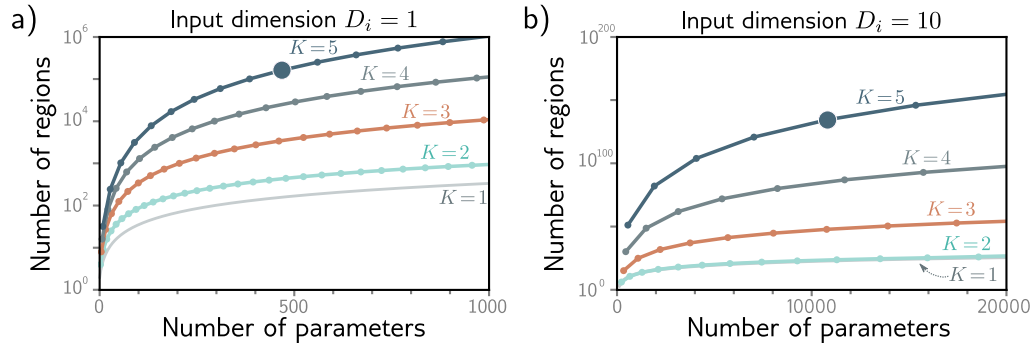 a)
Input dimension D_i = 1
Number of regions
10^6
10^4
10^2
10^0
K=5
K=4
K=3
K=2
K=1
0
500
1000
Number of parameters
b)
Input dimension D_i = 10
Number of regions
10^200
10^100
10^0
K=5
K=4
K=3
K=2
K=1
0
10000
20000
Number of parameters